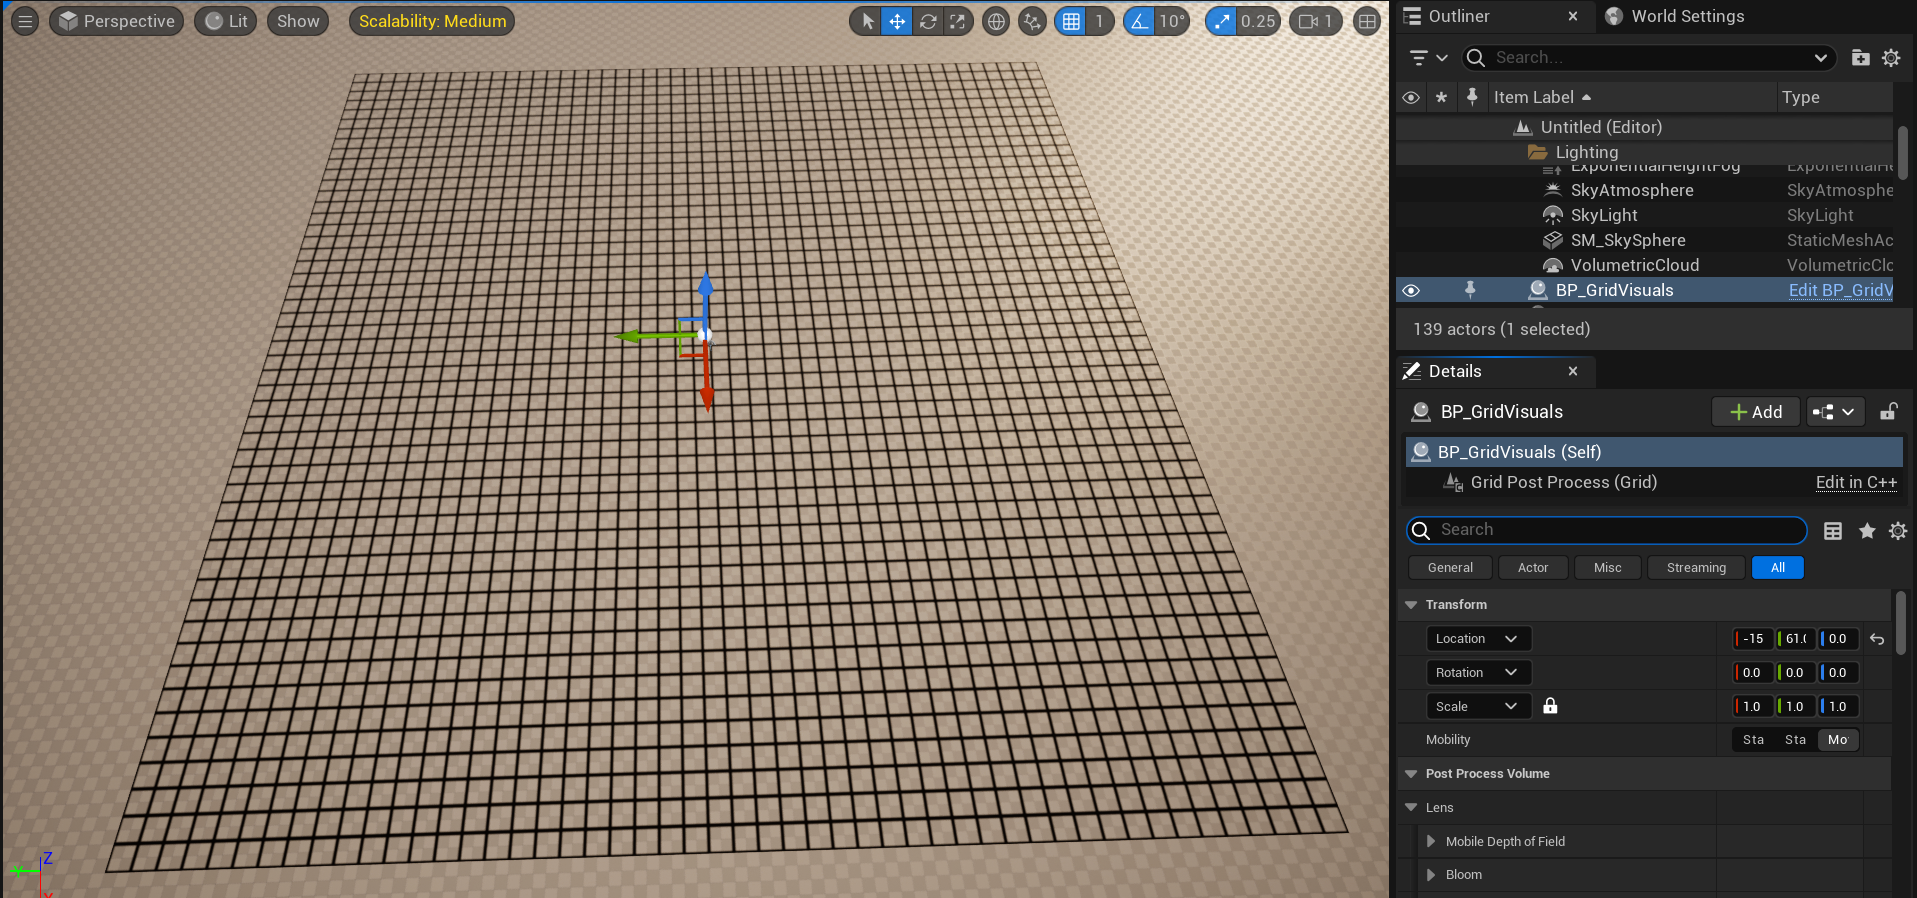 Perspective
Lit
Show
Scalability: Medium
1
10°
0.25
1
Outliner
World Settings
Search...
Item Label
Type
Untitled (Editor)
Lighting
ExponentialHeightFog
SkyAtmosphere SkyAtmosphe
SkyLight SkyLight
SM_SkySphere StaticMeshAc
VolumetricCloud VolumetricClo
BP_GridVisuals Edit BP_GridV
139 actors (1 selected)
Details
BP_GridVisuals
Add
BP_GridVisuals (Self)
Grid Post Process (Grid) Edit in C++
Search
General Actor Misc Streaming All
Transform
Location -15 61.( 0.0
Rotation 0.0 0.0 0.0
Scale 1.0 1.0 1.0
Mobility Sta Sta Mo
Post Process Volume
Lens
Mobile Depth of Field
Bloom
Z
Y
X